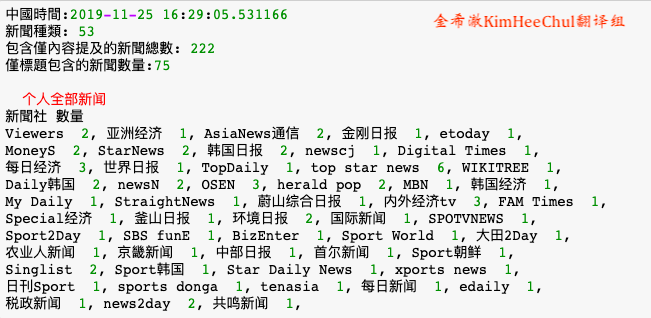 中國時間:2019-11-25 16:29:05.531166
金希澈KimHeeChul翻译组
新聞種類: 53
包含僅內容提及的新聞總數: 222
僅標題包含的新聞數量:75
个人全部新闻
新聞社 數量
Viewers 2, 亚洲经济 1, AsiaNews通信 2, 金刚日报 1, etoday 1,
MoneyS 2, StarNews 2, 韩国日报 2, newscj 1, Digital Times 1,
每日经济 3, 世界日报 1, TopDaily 1, top star news 6, WIKITREE 1,
Daily韩国 2, newsN 2, OSEN 3, herald pop 2, MBN 1, 韩国经济 1,
My Daily 1, StraightNews 1, 蔚山综合日报 1, 内外经济tv 3, FAM Times 1,
Special经济 1, 釜山日报 1, 环境日报 2, 国际新闻 1, SPOTVNEWS 1,
Sport2Day 1, SBS funE 1, BizEnter 1, Sport World 1, 大田2Day 1,
农业人新闻 1, 京畿新闻 1, 中部日报 1, 首尔新闻 1, Sport朝鲜 1,
Singlist 2, Sport韩国 1, Star Daily News 1, xports news 1,
日刊Sport 1, sports donga 1, tenasia 1, 每日新闻 1, edaily 1,
税政新闻 1, news2day 2, 共鸣新闻 1,